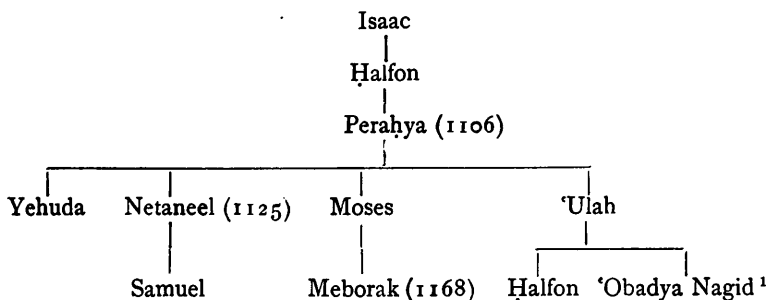 Isaac
Ḥalfon
Peraḥya (1106)
Yehuda Netaneel (1125) Moses ‘Ulah
Samuel Meborak (1168) Ḥalfon ‘Obadya Nagid ¹